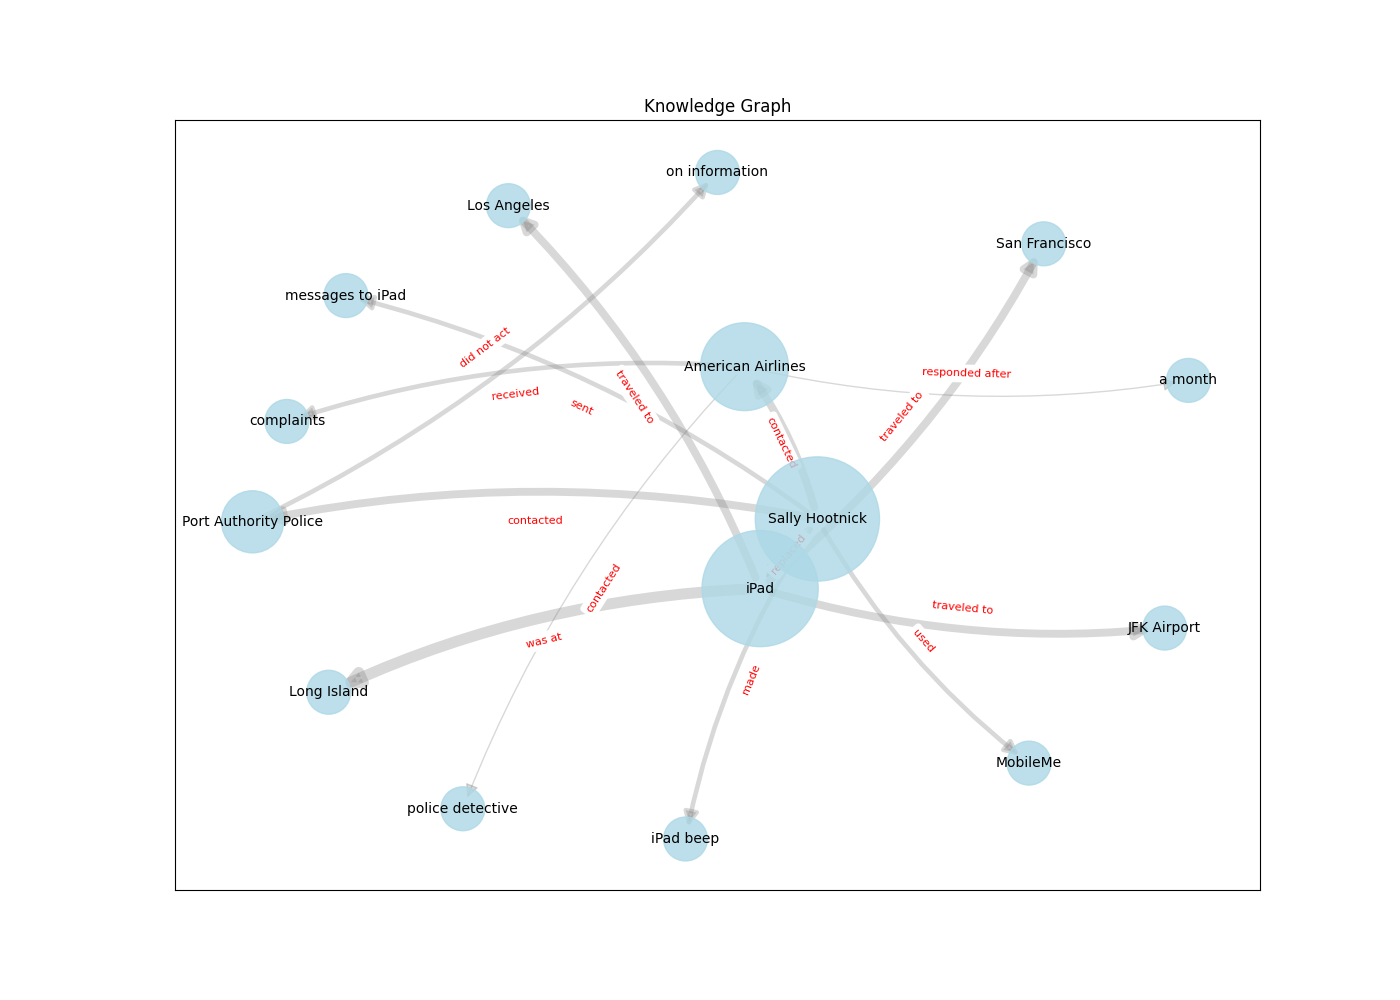 Knowledge Graph
on information
Los Angeles
San Francisco
messages to iPad
did not act
American Airlines
responded after
a month
traveled to
received
sent
traveled to
complaints
contacted
Sally Hootnick
Port Authority Police
contacted
iPad
contacted
traveled to
JFK Airport
was at
used
made
Long Island
MobileMe
police detective
iPad beep